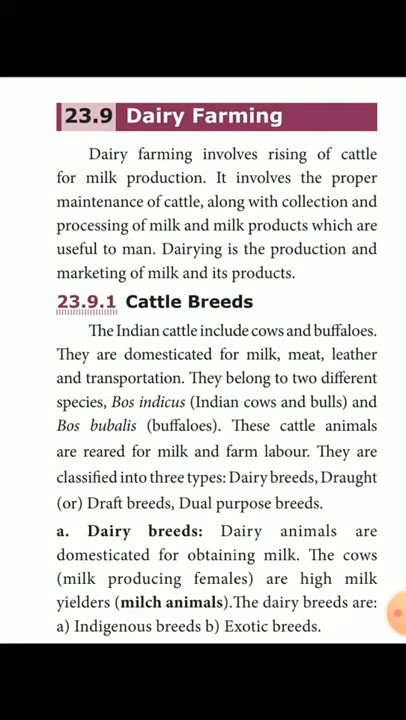 23.9 Dairy Farming
Dairy farming involves rising of cattle
for milk production. It involves the proper
maintenance of cattle, along with collection and
processing of milk and milk products which are
useful to man. Dairying is the production and
marketing of milk and its products.
23.9.1 Cattle Breeds
The Indian cattle include cows and buffaloes.
They are domesticated for milk, meat, leather
and transportation. They belong to two different
species, Bos indicus (Indian cows and bulls) and
Bos bubalis (buffaloes). These cattle animals
are reared for milk and farm labour. They are
classified into three types: Dairy breeds, Draught
(or) Draft breeds, Dual purpose breeds.
a. Dairy breeds: Dairy animals are
domesticated for obtaining milk. The cows
(milk producing females) are high milk
yielders (milch animals).The dairy breeds are:
a) Indigenous breeds b) Exotic breeds.